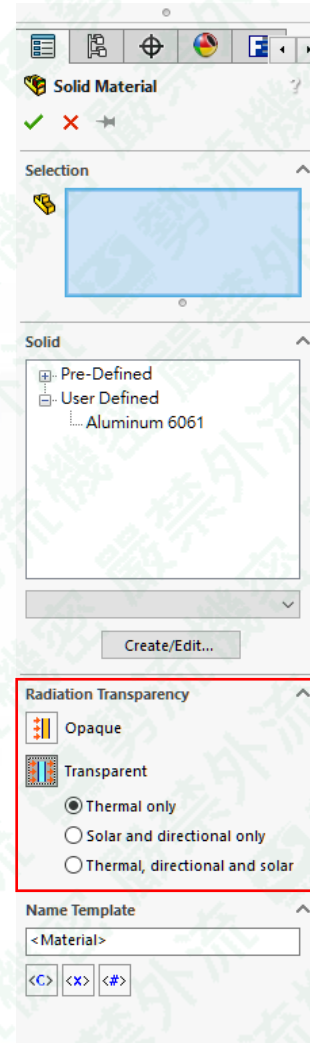 Solid Material
?
Selection
Solid
Pre-Defined
User Defined
Aluminum 6061
Create/Edit...
Radiation Transparency
Opaque
Transparent
Thermal only
Solar and directional only
Thermal, directional and solar
Name Template
<Material>
<C> <x> <#>